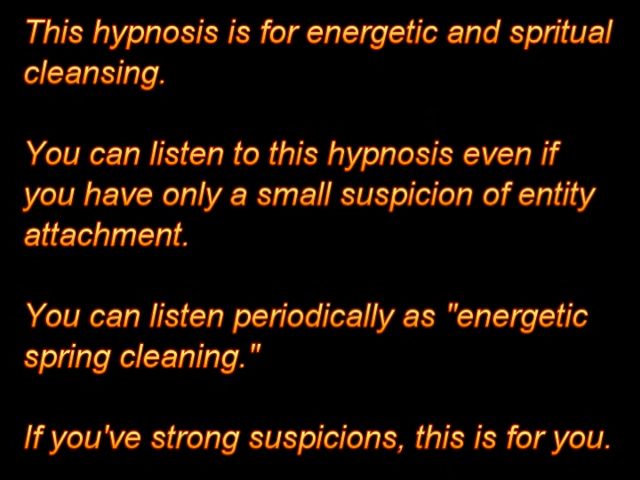 This hypnosis is for energetic and spritual
cleansing.
You can listen to this hypnosis even if
you have only a small suspicion of entity
attachment.
You can listen periodically as "energetic
spring cleaning."
If you've strong suspicions, this is for you.